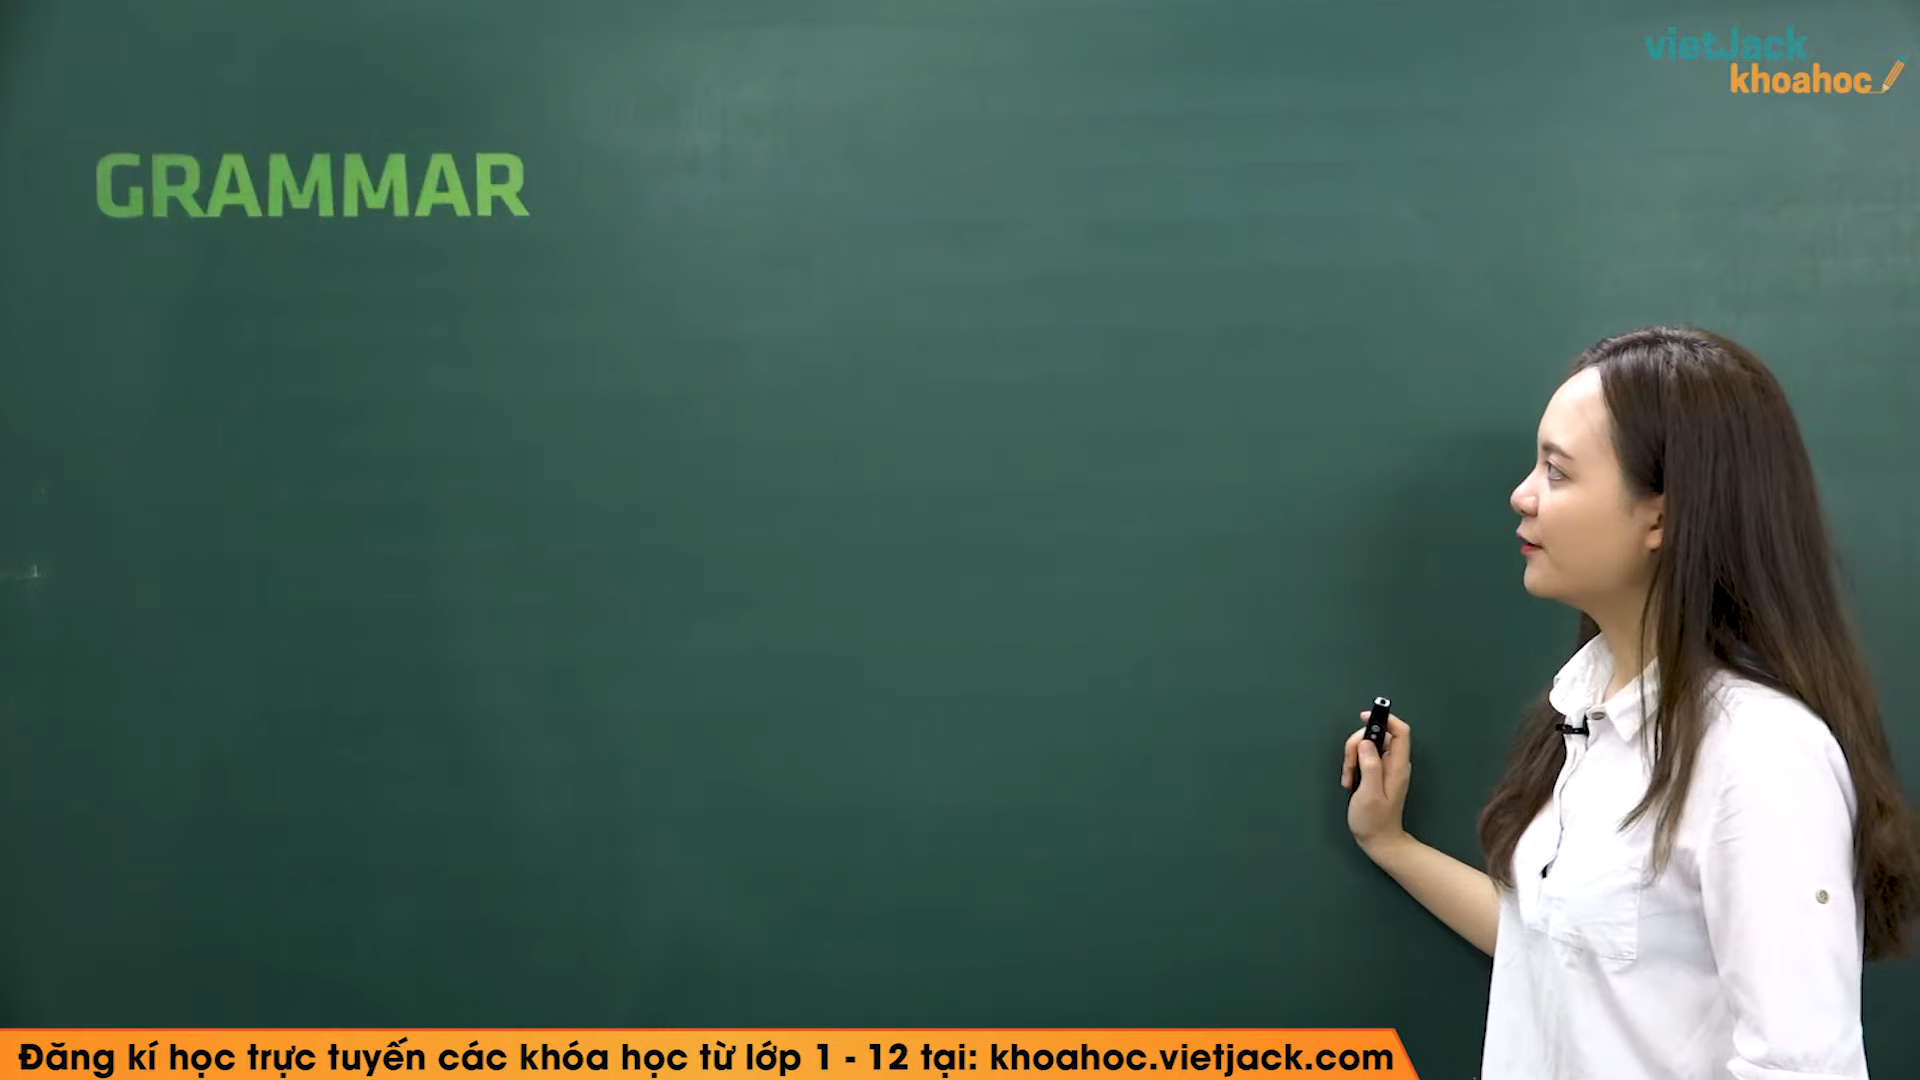 vietJack
khoahoc
GRAMMAR
Đăng kí học trực tuyến các khóa học từ lớp 1 - 12 tại: khoahoc.vietjack.com